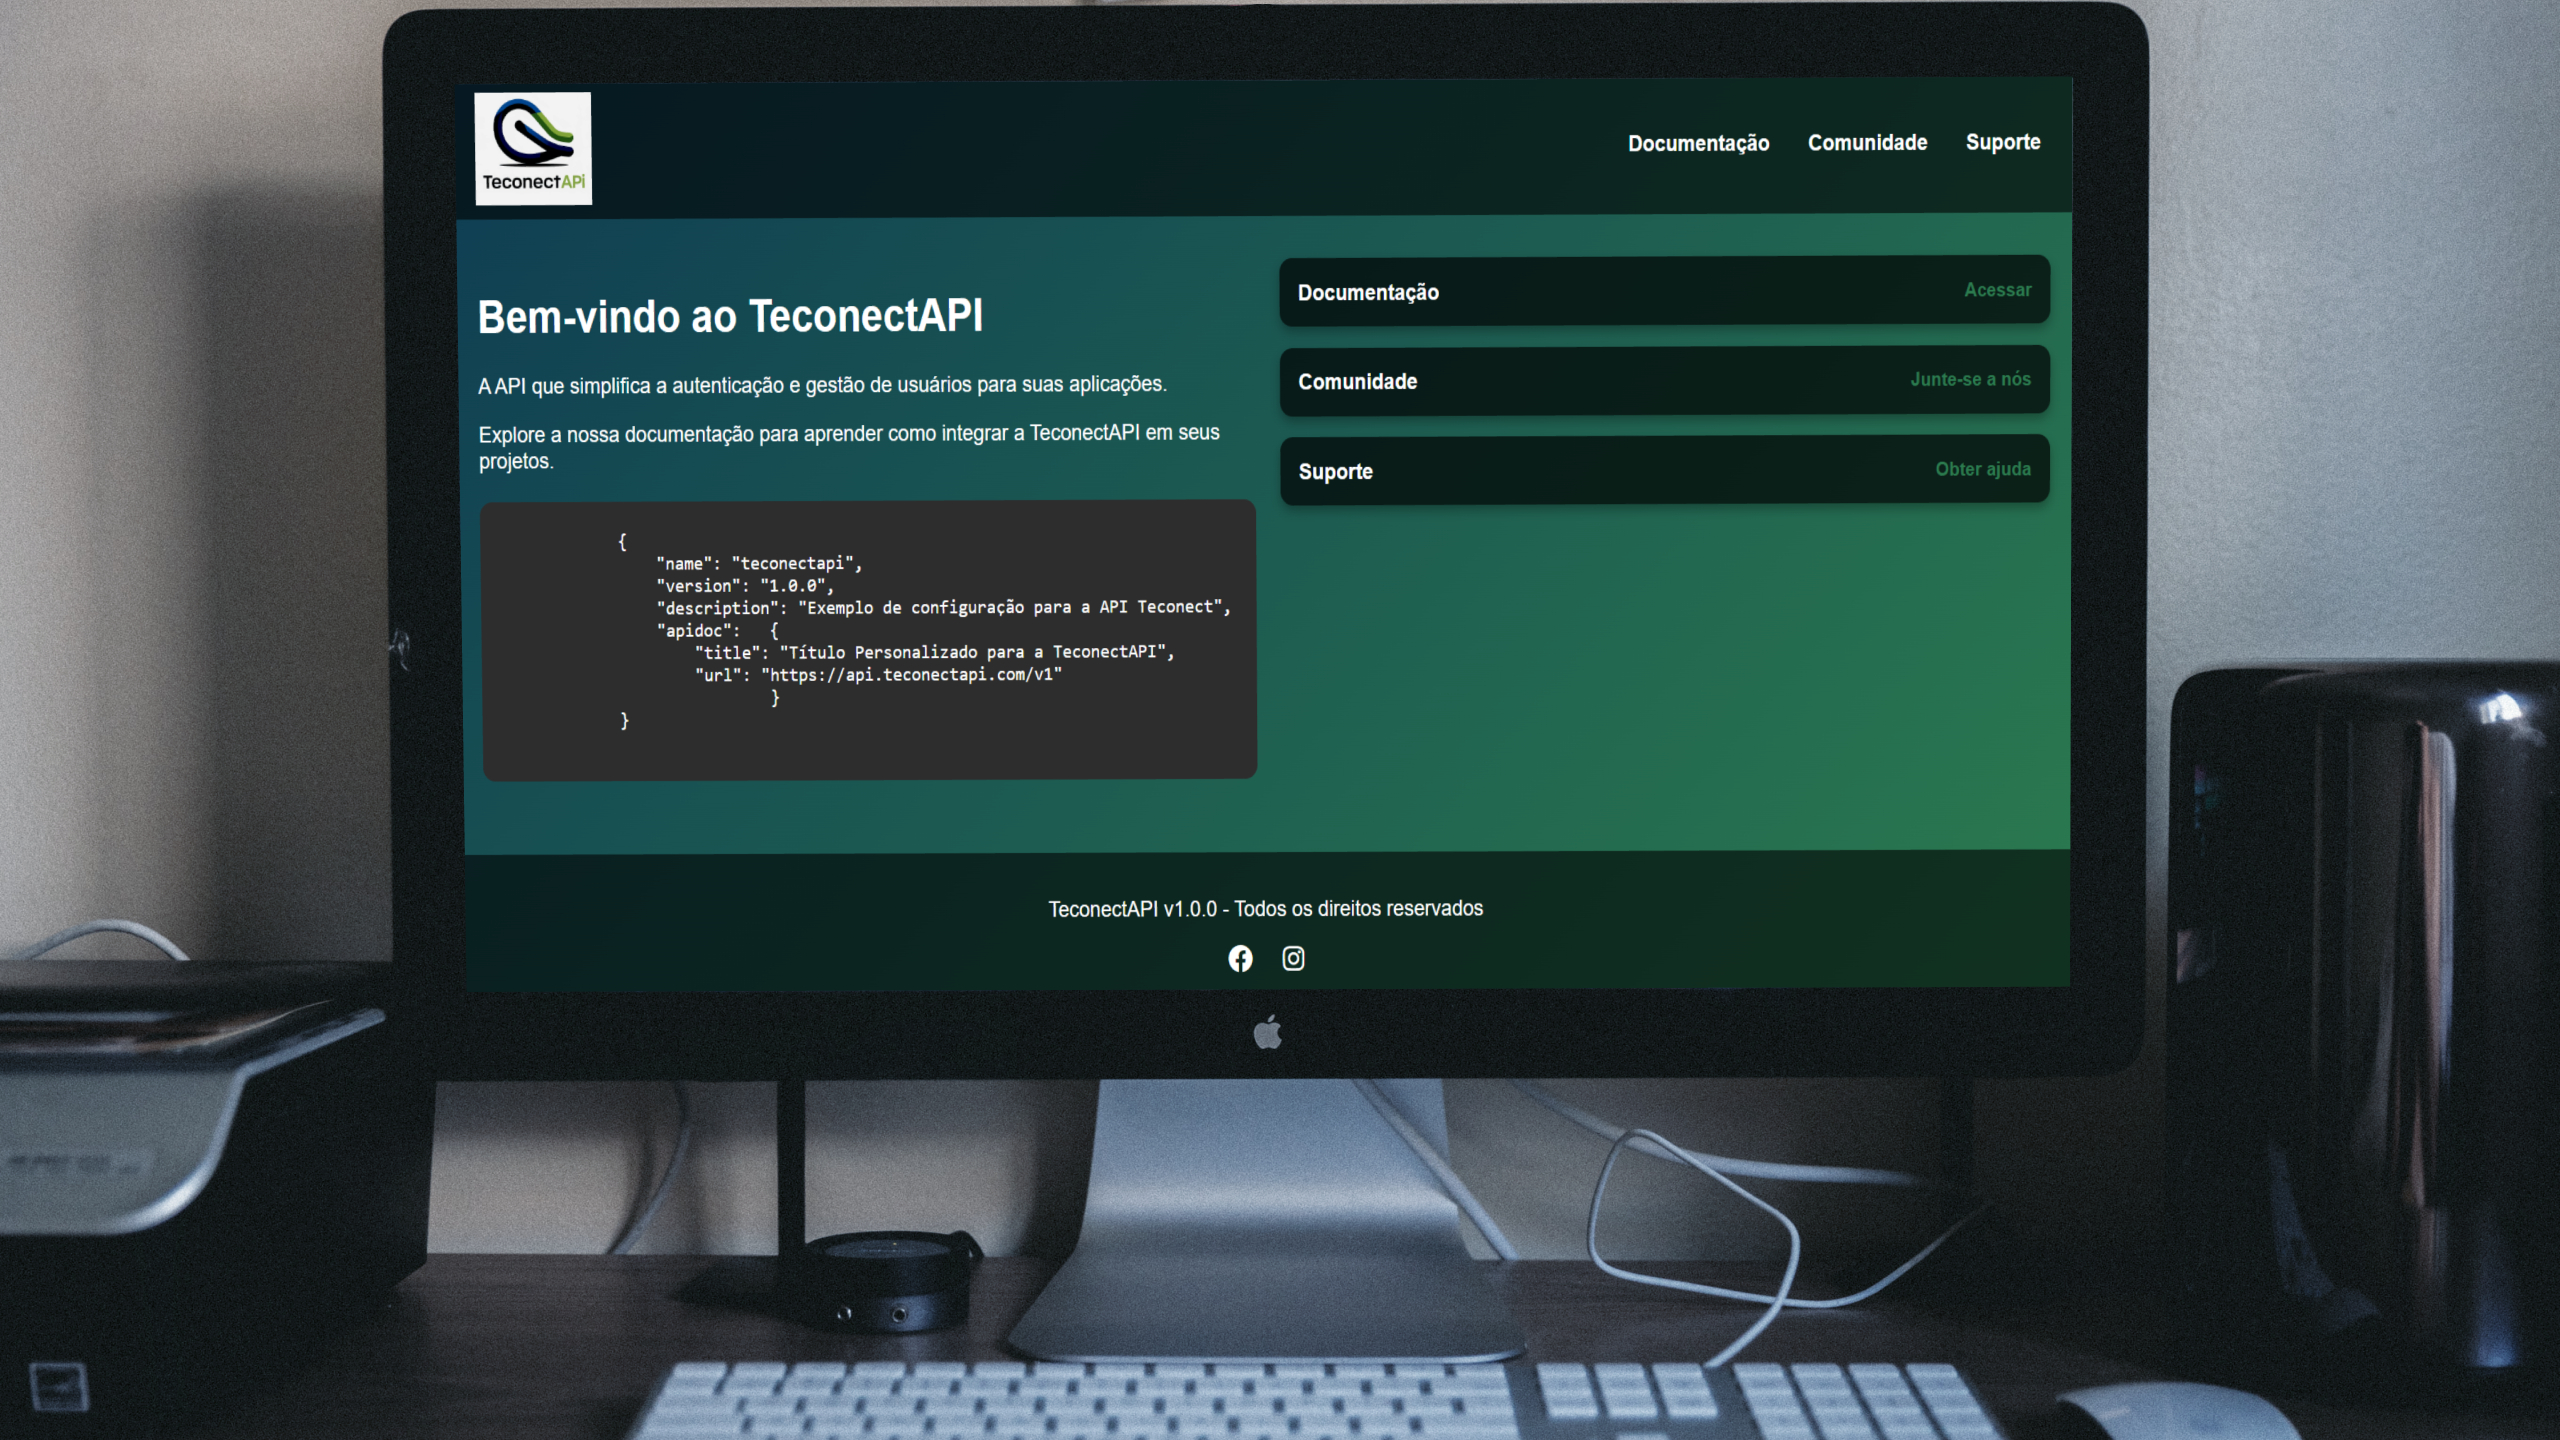 TeconectAPi
Documentação Comunidade Suporte
Bem-vindo ao TeconectAPI
A API que simplifica a autenticação e gestão de usuários para suas aplicações.
Explore a nossa documentação para aprender como integrar a TeconectAPI em seus
projetos.
{
"name": "teconectapi",
"version": "1.0.0",
"description": "Exemplo de configuração para a API Teconect",
"apidoc": {
"title": "Título Personalizado para a TeconectAPI",
"url": "https://api.teconectapi.com/v1"
}
}
Documentação Acessar
Comunidade Junte-se a nós
Suporte Obter ajuda
TeconectAPI v1.0.0 - Todos os direitos reservados